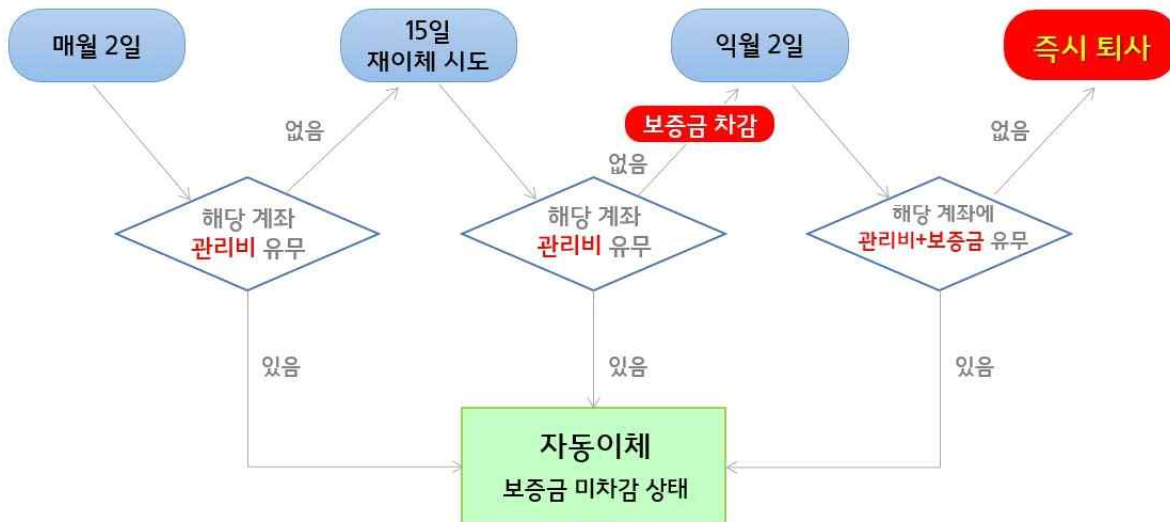 매월 2일
15일
재이체 시도
익월 2일
즉시 퇴사
없음
보증금 차감
없음
없음
해당 계좌
관리비 유무
해당 계좌
관리비 유무
해당 계좌에
관리비+보증금 유무
있음
있음
있음
자동이체
보증금 미차감 상태